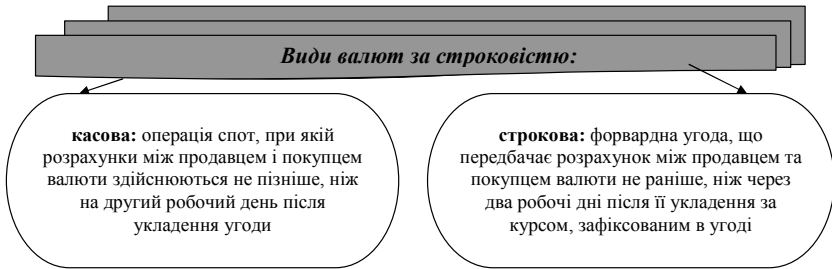 Види валют за строковістю:
касова: операція спот, при якій
розрахунки між продавцем і покупцем
валюти здійснюються не пізніше, ніж
на другий робочий день після
укладення угоди
строкова: форвардна угода, що
передбачає розрахунок між продавцем та
покупцем валюти не раніше, ніж через
два робочі дні після її укладення за
курсом, зафіксованим в угоді